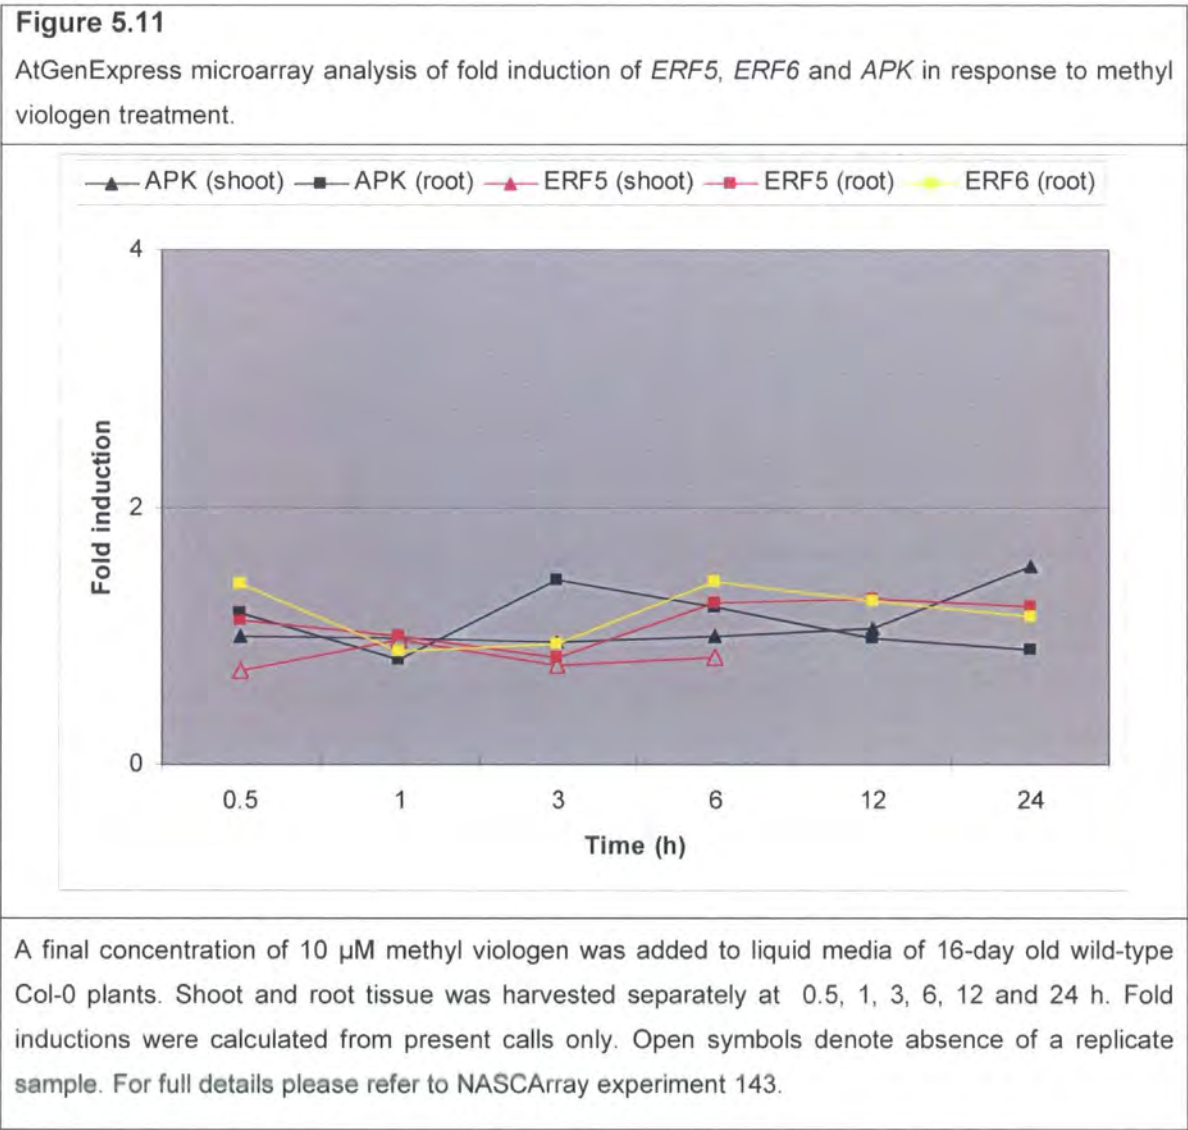 Figure 5.11
AtGenExpress microarray analysis of fold induction of ERF5, ERF6 and APK in response to methyl
viologen treatment.
APK (shoot) APK (root) ERF5 (shoot) ERF5 (root) ERF6 (root)
4
2
0
Fold induction
0.5 1 3 6 12 24
Time (h)
A final concentration of 10 µM methyl viologen was added to liquid media of 16-day old wild-type
Col-0 plants. Shoot and root tissue was harvested separately at 0.5, 1, 3, 6, 12 and 24 h. Fold
inductions were calculated from present calls only. Open symbols denote absence of a replicate
sample. For full details please refer to NASCArray experiment 143.